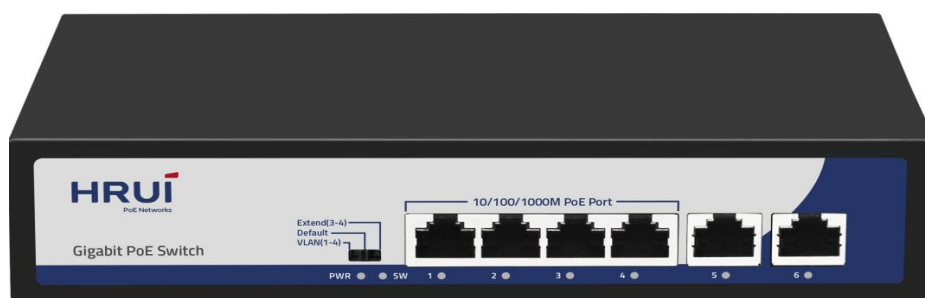 HRUÍ
PoE Networks
Gigabit PoE Switch
Extend(3-4)
Default
VLAN(1-4)
10/100/1000M PoE Port
PWR SW 1 2 3 4 5 6